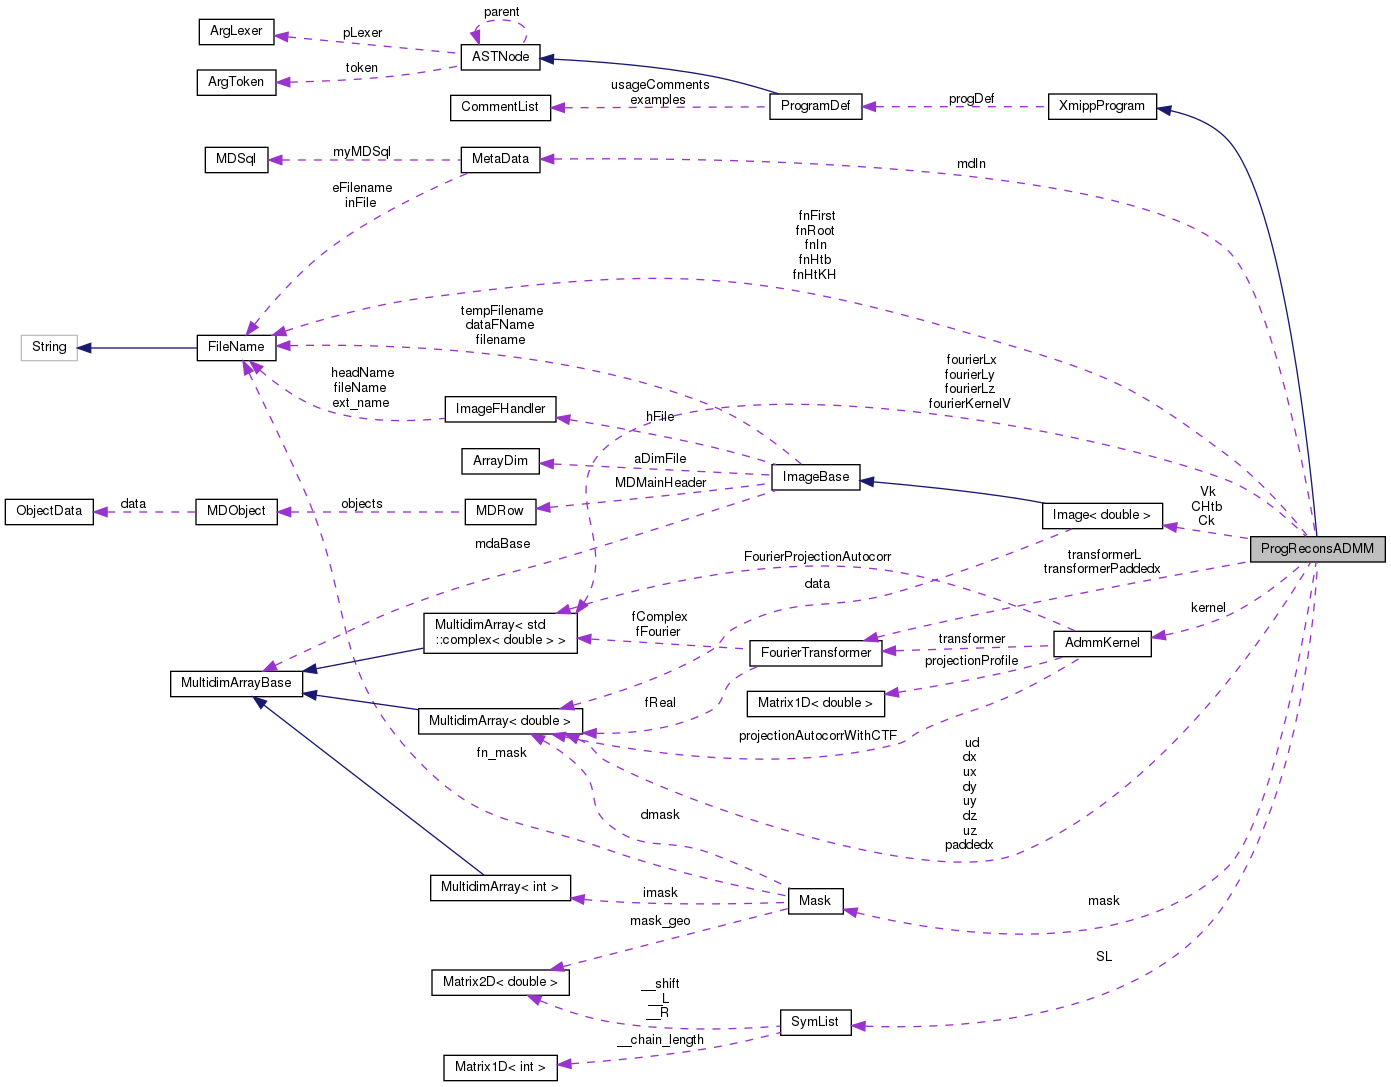 parent
ArgLexer
pLexer
ASTNode
token
ArgToken
usageComments
examples
CommentList
ProgramDef
progDef
XmippProgram
MDSql
myMDSql
MetaData
mdIn
eFilename
inFile
fnFirst
fnRoot
fnIn
fnHtb
fnHtKH
tempFilename
dataFName
filename
String
FileName
headName
fileName
ext_name
fourierLx
fourierLy
fourierLz
fourierKernelV
ImageFHandler
hFile
ArrayDim
aDimFile
ImageBase
MDMainHeader
ObjectData
data
MDObject
objects
MDRow
Image< double >
Vk
CHtb
Ck
mdaBase
ProgReconsADMM
FourierProjectionAutocorr
transformerL
transformerPaddedx
data
MultidimArray< std
::complex< double > >
fComplex
fFourier
kernel
FourierTransformer
transformer
AdmmKernel
projectionProfile
MultidimArrayBase
Matrix1D< double >
fReal
MultidimArray< double >
projectionAutocorrWithCTF
fn_mask
ud
dx
ux
dy
uy
dz
uz
paddedx
dmask
MultidimArray< int >
imask
Mask
mask
mask_geo
SL
Matrix2D< double >
__shift
__L
__R
SymList
__chain_length
Matrix1D< int >